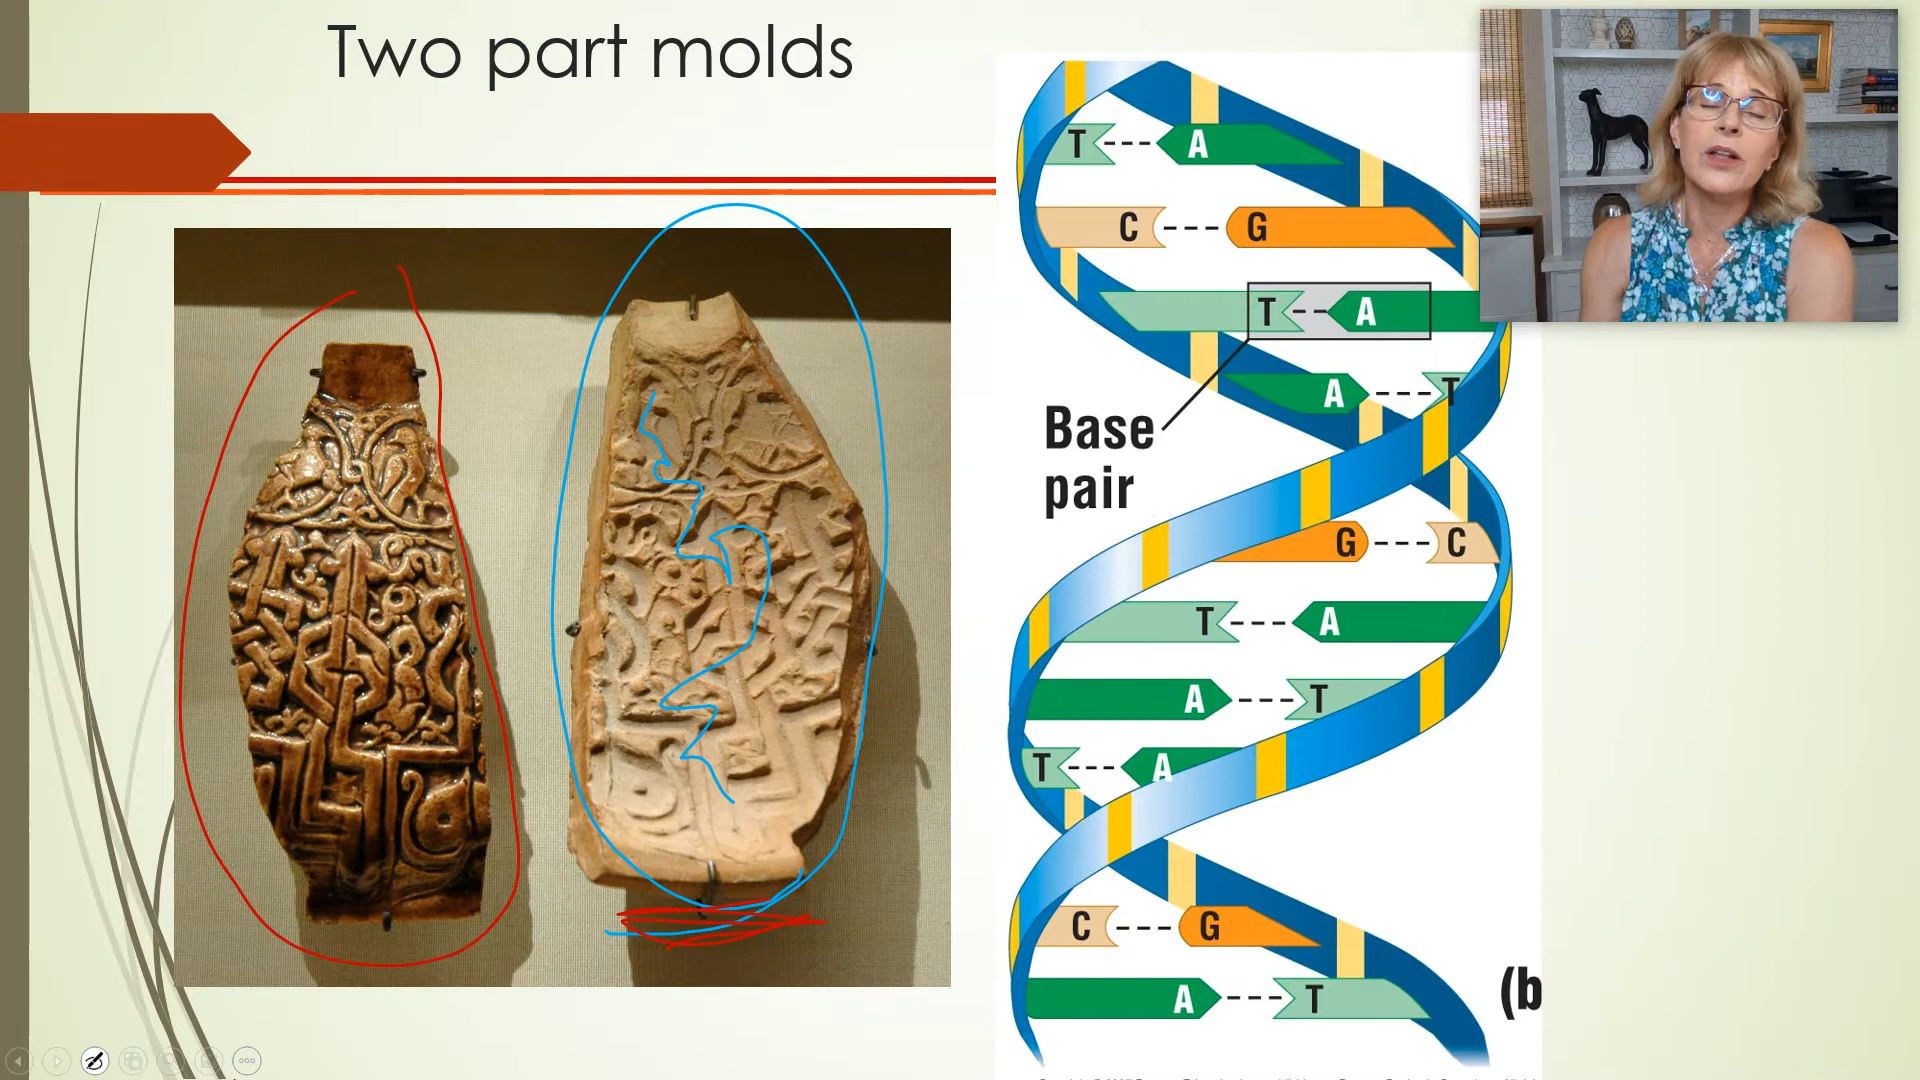 Two part molds
T A
C G
T A
A T
Base
pair
G C
T A
A T
T A
C G
A T
(b